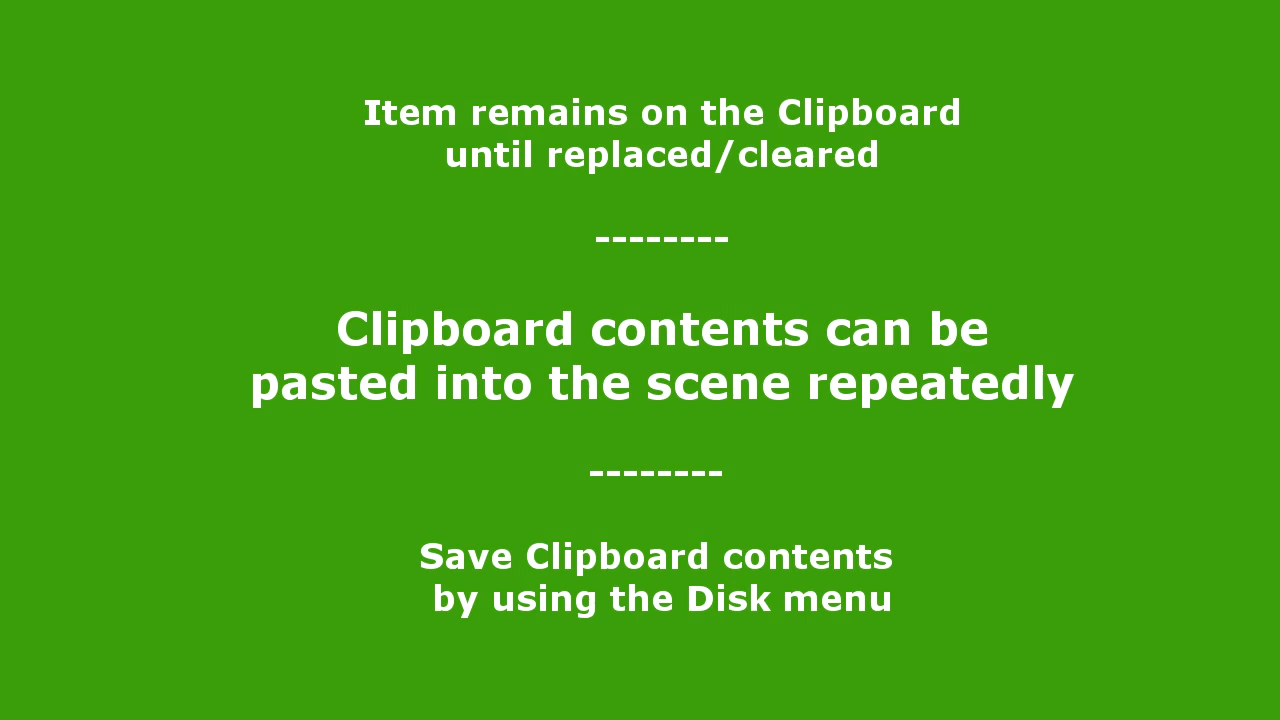 Item remains on the Clipboard
until replaced/cleared
--------
Clipboard contents can be
pasted into the scene repeatedly
--------
Save Clipboard contents
by using the Disk menu